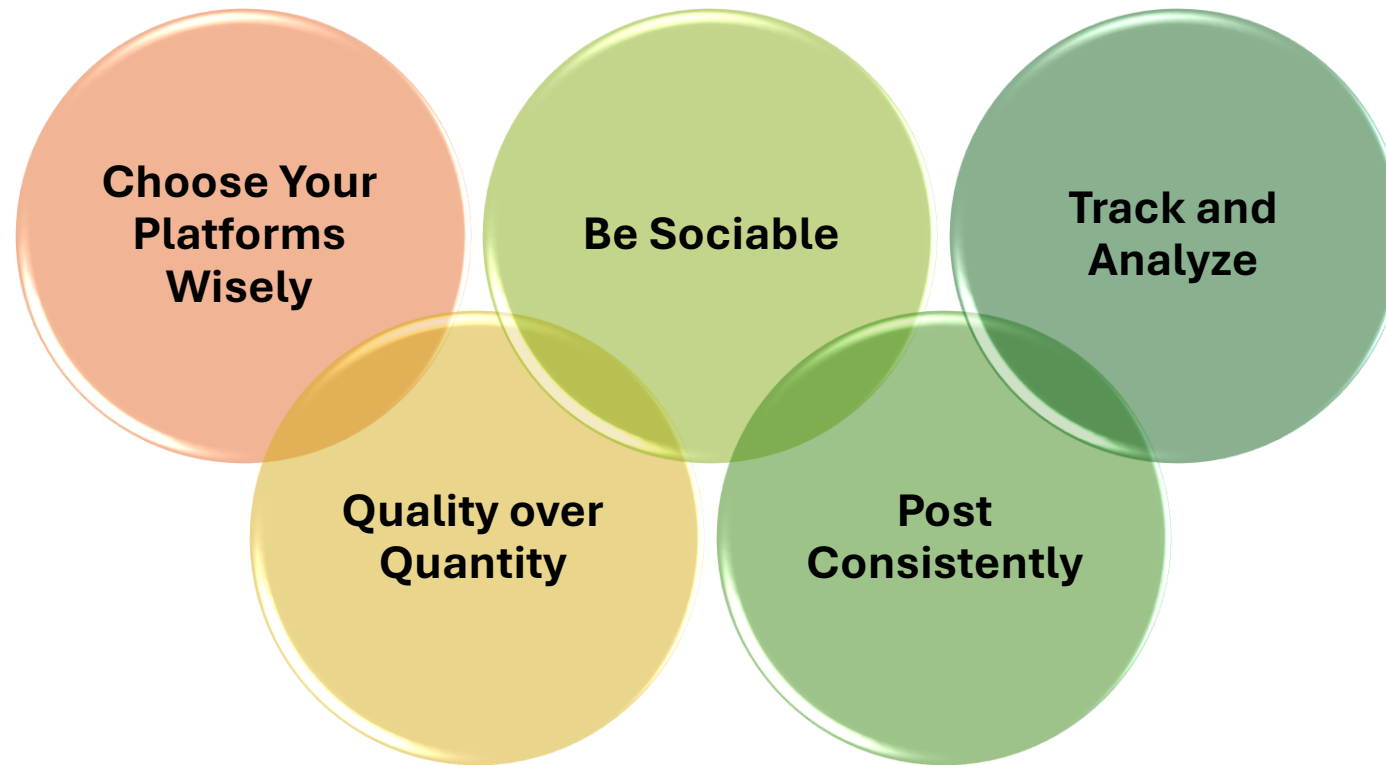 Choose Your
Platforms
Wisely
Be Sociable
Track and
Analyze
Quality over
Quantity
Post
Consistently